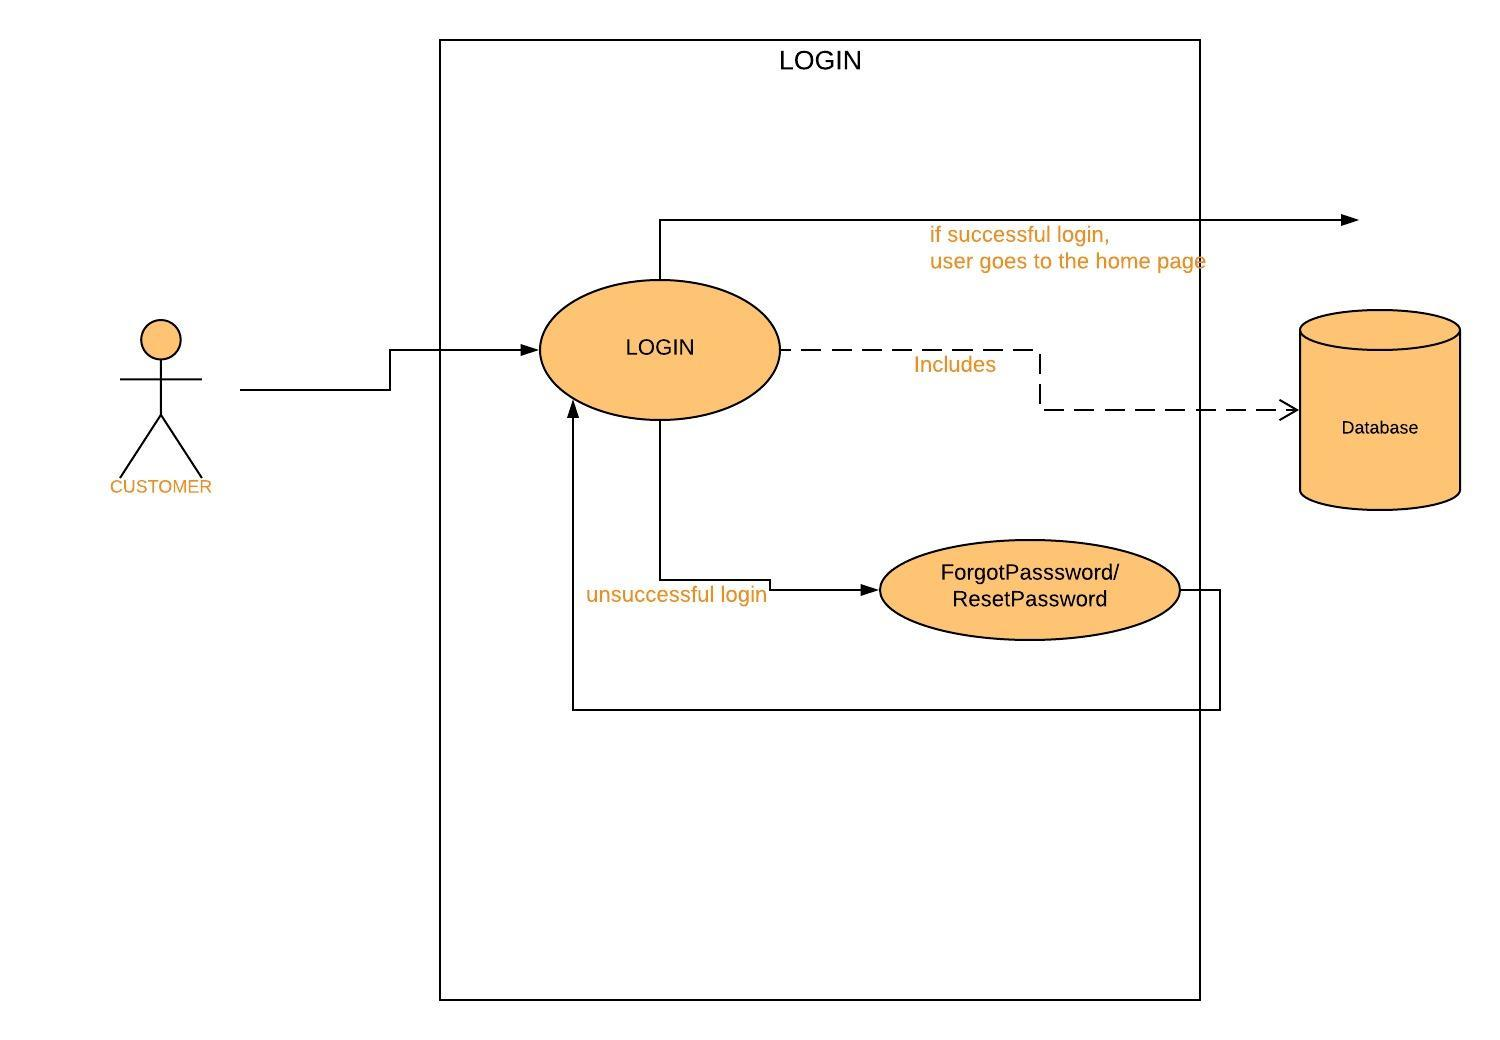 LOGIN
if successful login,
user goes to the home page
LOGIN
Includes
Database
CUSTOMER
ForgotPasssword/
ResetPassword
unsuccessful login